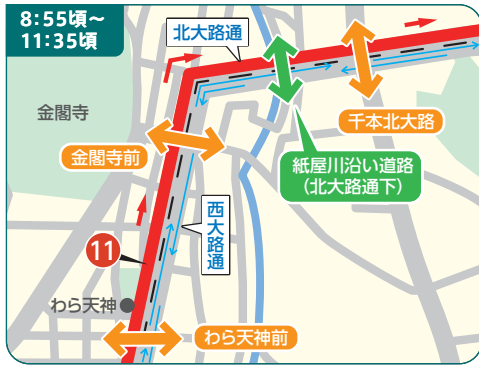 8:55頃~
11:35頃
北大路通
金閣寺
千本北大路
金閣寺前
紙屋川沿い道路
(北大路通下)
西大路通
11
わら天神
わら天神前